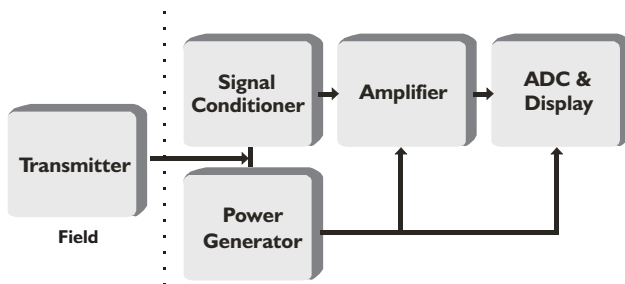 Transmitter
Field
Signal
Conditioner
Amplifier
ADC &
Display
Power
Generator